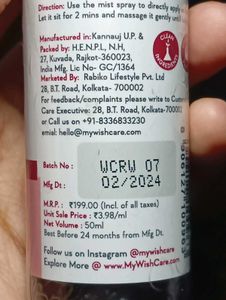 Direction: Use the mist spray to directly apply
Let it sit for 2 mins and massage it gently until
Manufactured in:- Kannauj U.P. &
Packed by: H.E.N.P.L, N.H,
27, Kuvada, Rajkot-360023,
India Mfg. Lic No- GC/1364
Marketed By: Rabiko Lifestyle Pvt. Ltd
28, B.T. Road, Kolkata-700002
For feedback/complaints please write to Customer
Care Executive: 28, B.T. Road, Kolkata-700002
or Call us on +91-8336833230
emial: hello@mywishcare.com
CLEAN
INGREDIENTS
Batch No :
WCRW 07
Mfg Dt :
02/2024
M.R.P. : ₹199.00 (Incl. of all taxes)
Unit Sale Price : ₹3.98/ml
Net Volume : 50ml
Best Before 24 months from Mfg. Dt.
Follow us on Instagram @mywishcare
Explore More @ www.MyWishCare.com